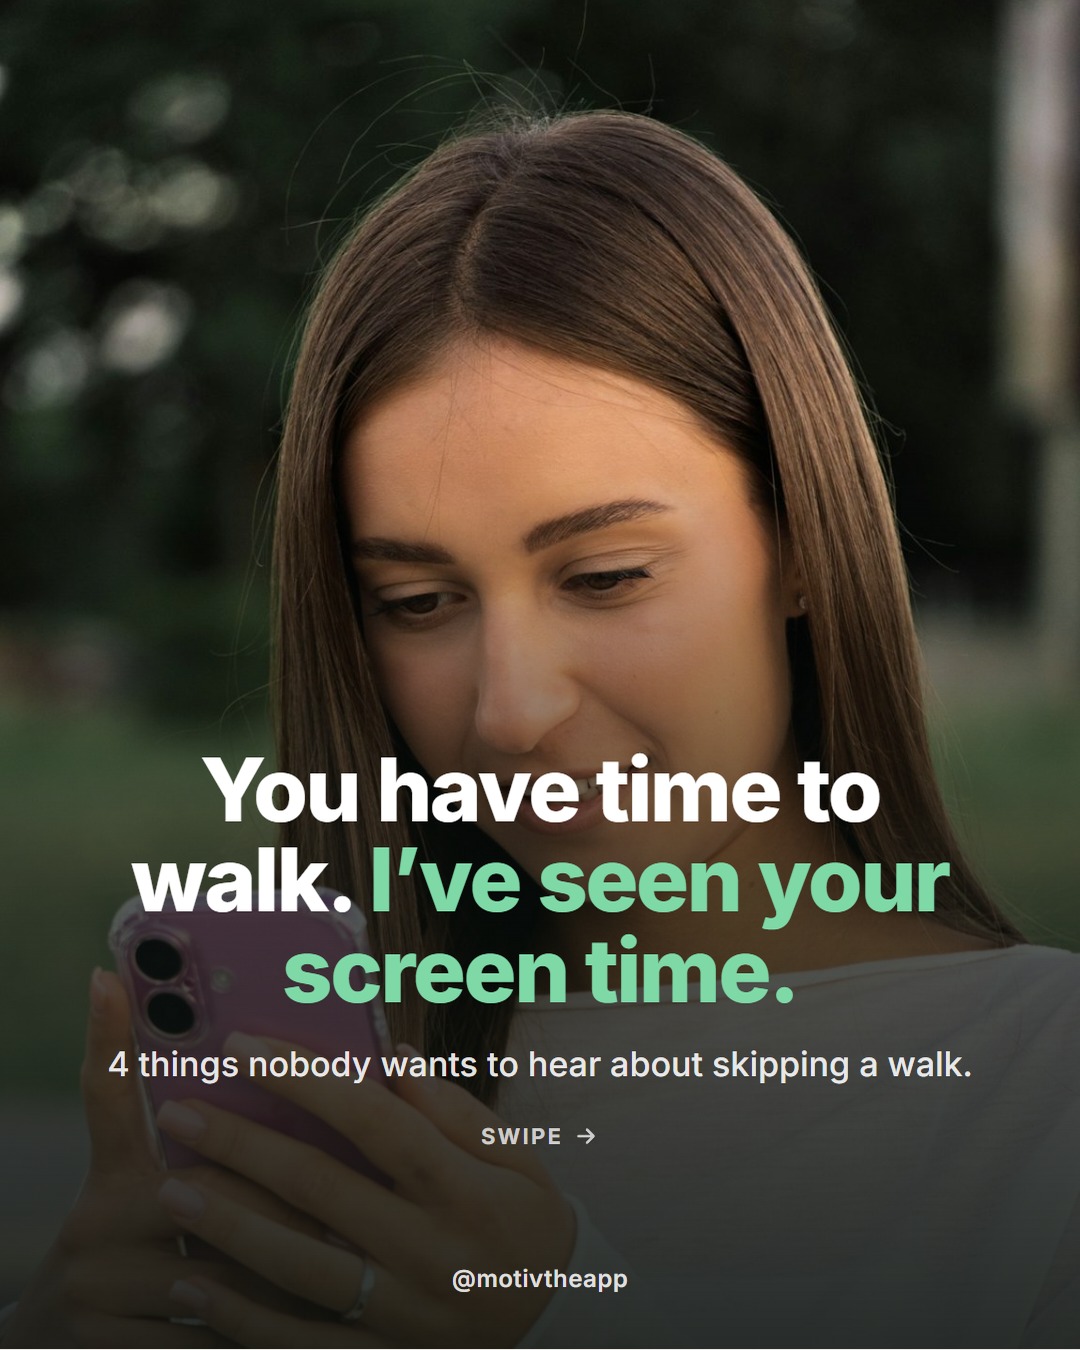 You have time to
walk. I’ve seen your
screen time.
4 things nobody wants to hear about skipping a walk.
SWIPE →
@motivtheapp